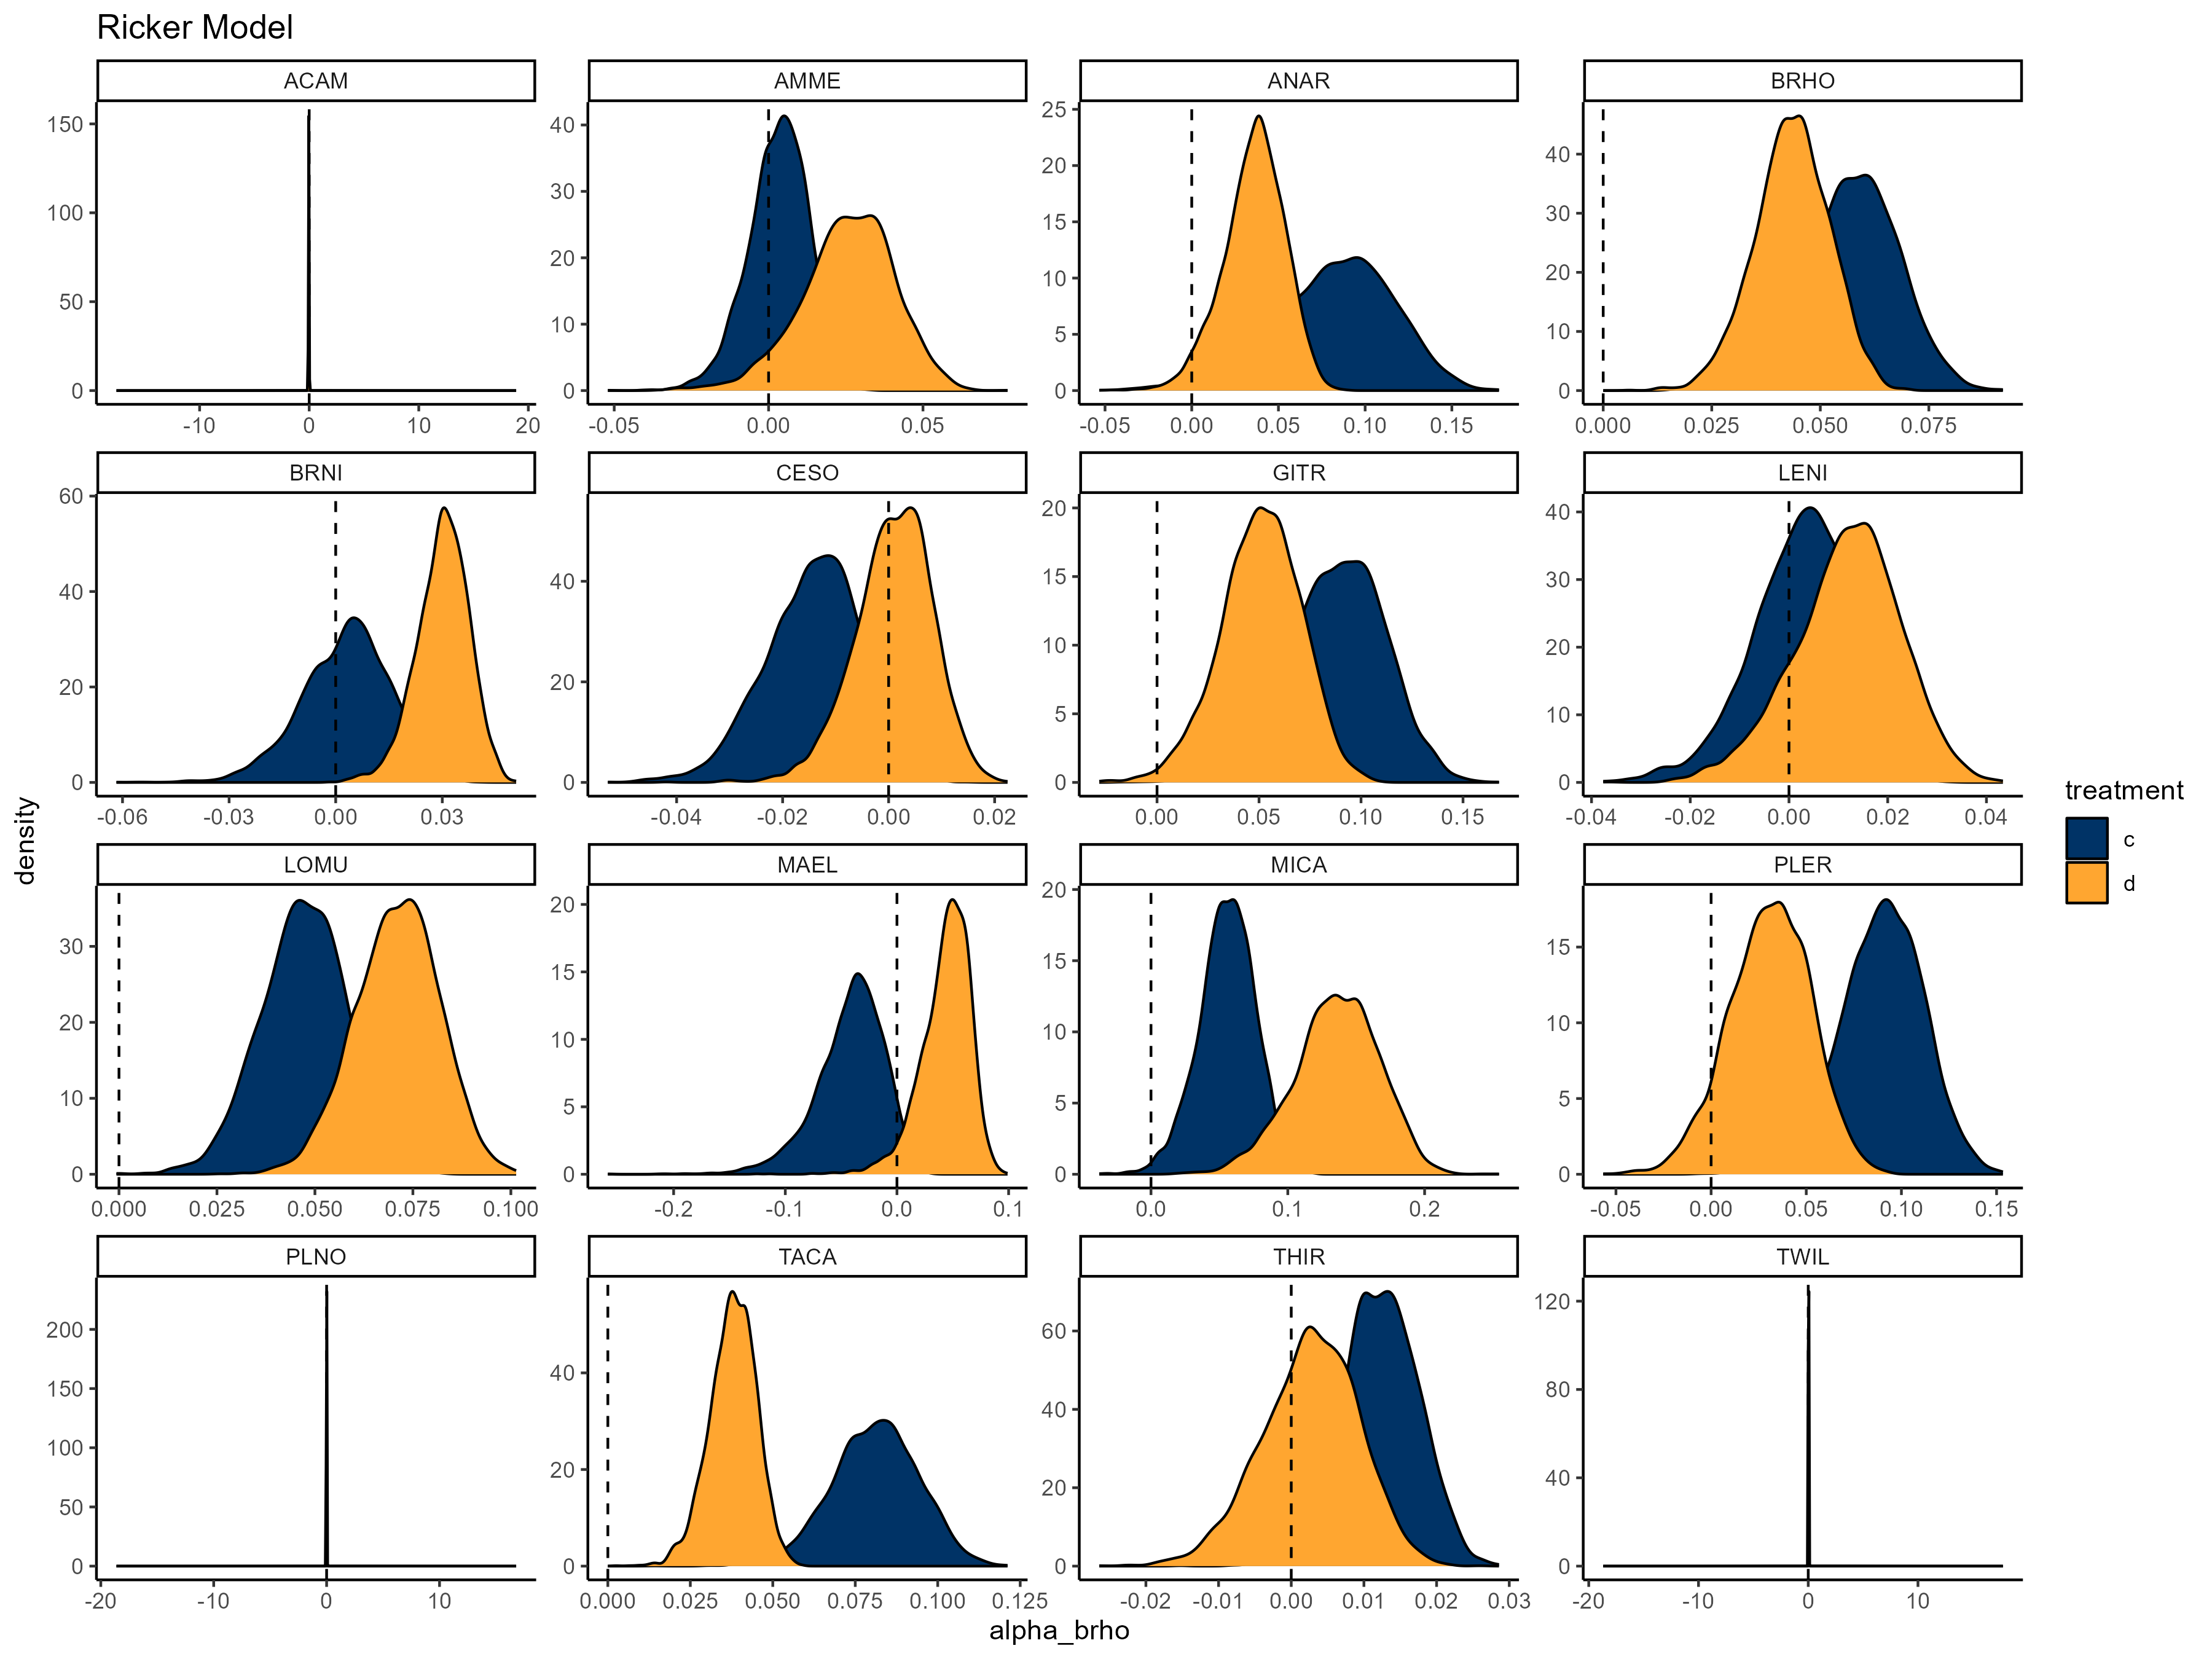 Ricker Model
ACAM AMME ANAR BRHO
150 100 50 0
40 30 20 10 0
25 20 15 10 5 0
40 30 20 10 0
-10 0 10 20
-0.05 0.00 0.05
-0.05 0.00 0.05 0.10 0.15
0.000 0.025 0.050 0.075
BRNI CESO GITR LENI
60 40 20 0
40 20 0
20 15 10 5 0
40 30 20 10 0
-0.06 -0.03 0.00 0.03
-0.04 -0.02 0.00 0.02
0.00 0.05 0.10 0.15
-0.04 -0.02 0.00 0.02 0.04
LOMU MAEL MICA PLER
30 20 10 0
20 15 10 5 0
20 15 10 5 0
15 10 5 0
0.000 0.025 0.050 0.075 0.100
-0.2 -0.1 0.0 0.1
0.0 0.1 0.2
-0.05 0.00 0.05 0.10 0.15
PLNO TACA THIR TWIL
200 150 100 50 0
40 20 0
60 40 20 0
120 80 40 0
-20 -10 0 10
0.000 0.025 0.050 0.075 0.100 0.125
-0.02 -0.01 0.00 0.01 0.02 0.03
-20 -10 0 10
density
alpha_brho
treatment
c
d